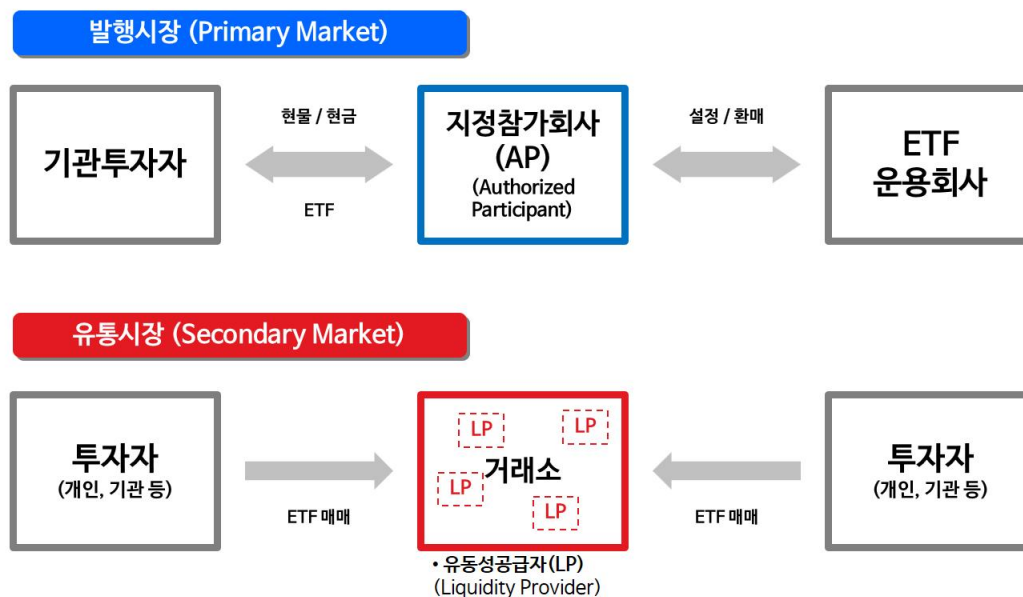 발행시장 (Primary Market)
기관투자자
현물 / 현금
ETF
지정참가회사
(AP)
(Authorized
Participant)
설정 / 환매
ETF
운용회사
유통시장 (Secondary Market)
투자자
(개인, 기관 등)
ETF 매매
LP
LP
거래소
LP
LP
ETF 매매
투자자
(개인, 기관 등)
• 유동성공급자(LP)
(Liquidity Provider)